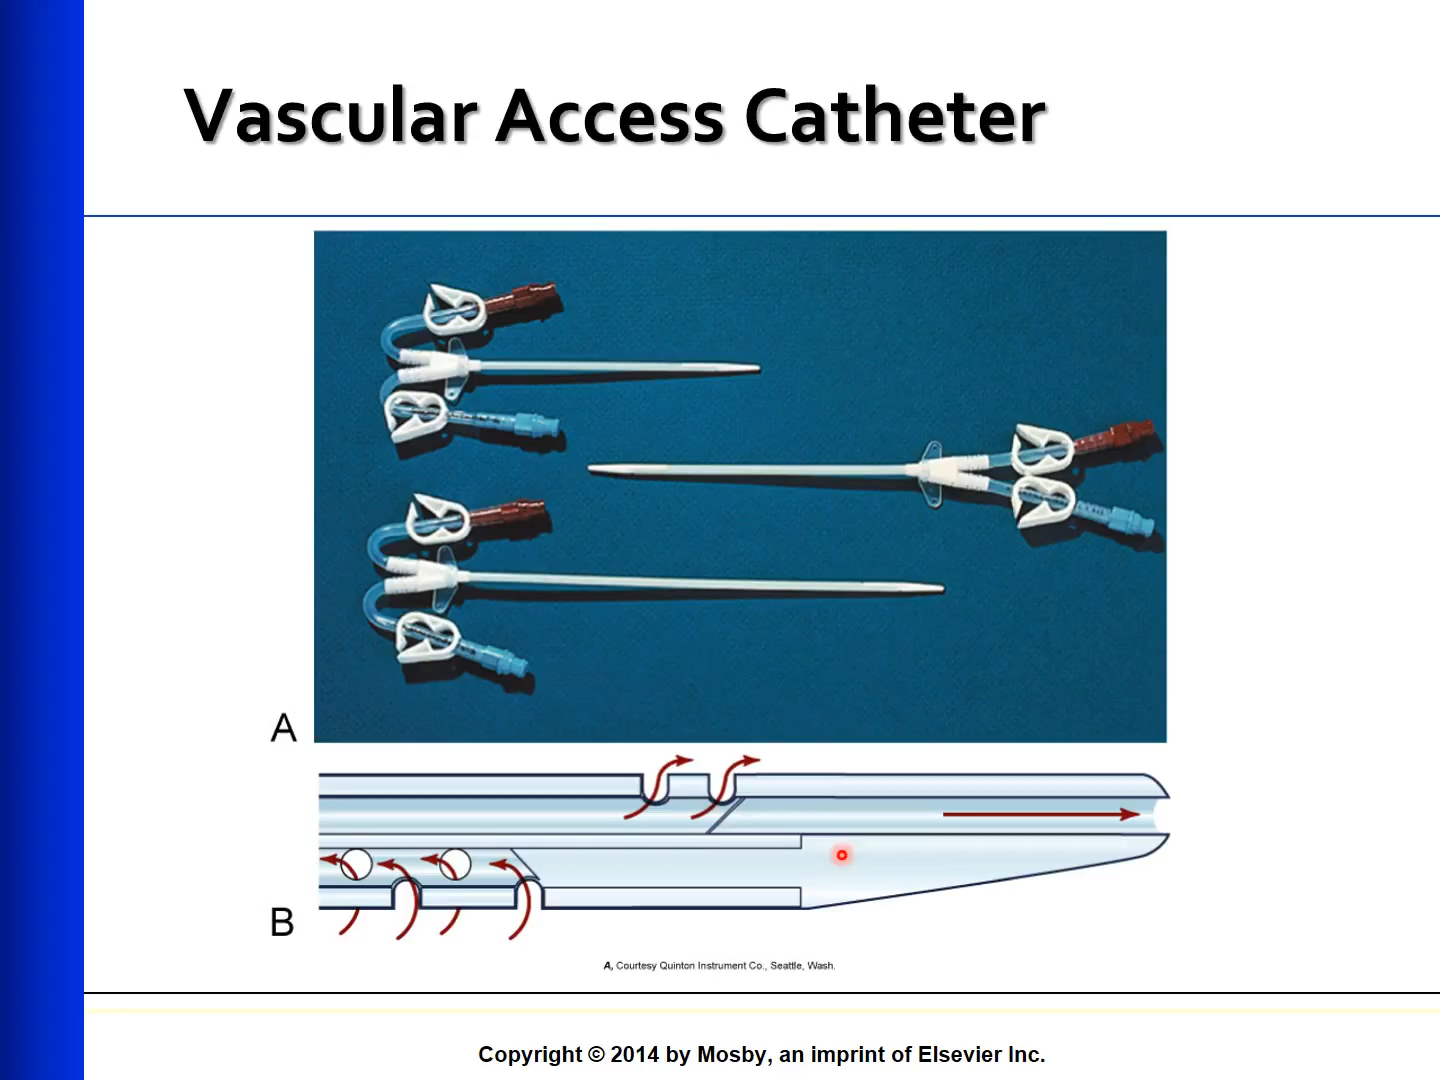 Vascular Access Catheter
A
B
A, Courtesy Quinton Instrument Co., Seattle, Wash.
Copyright © 2014 by Mosby, an imprint of Elsevier Inc.